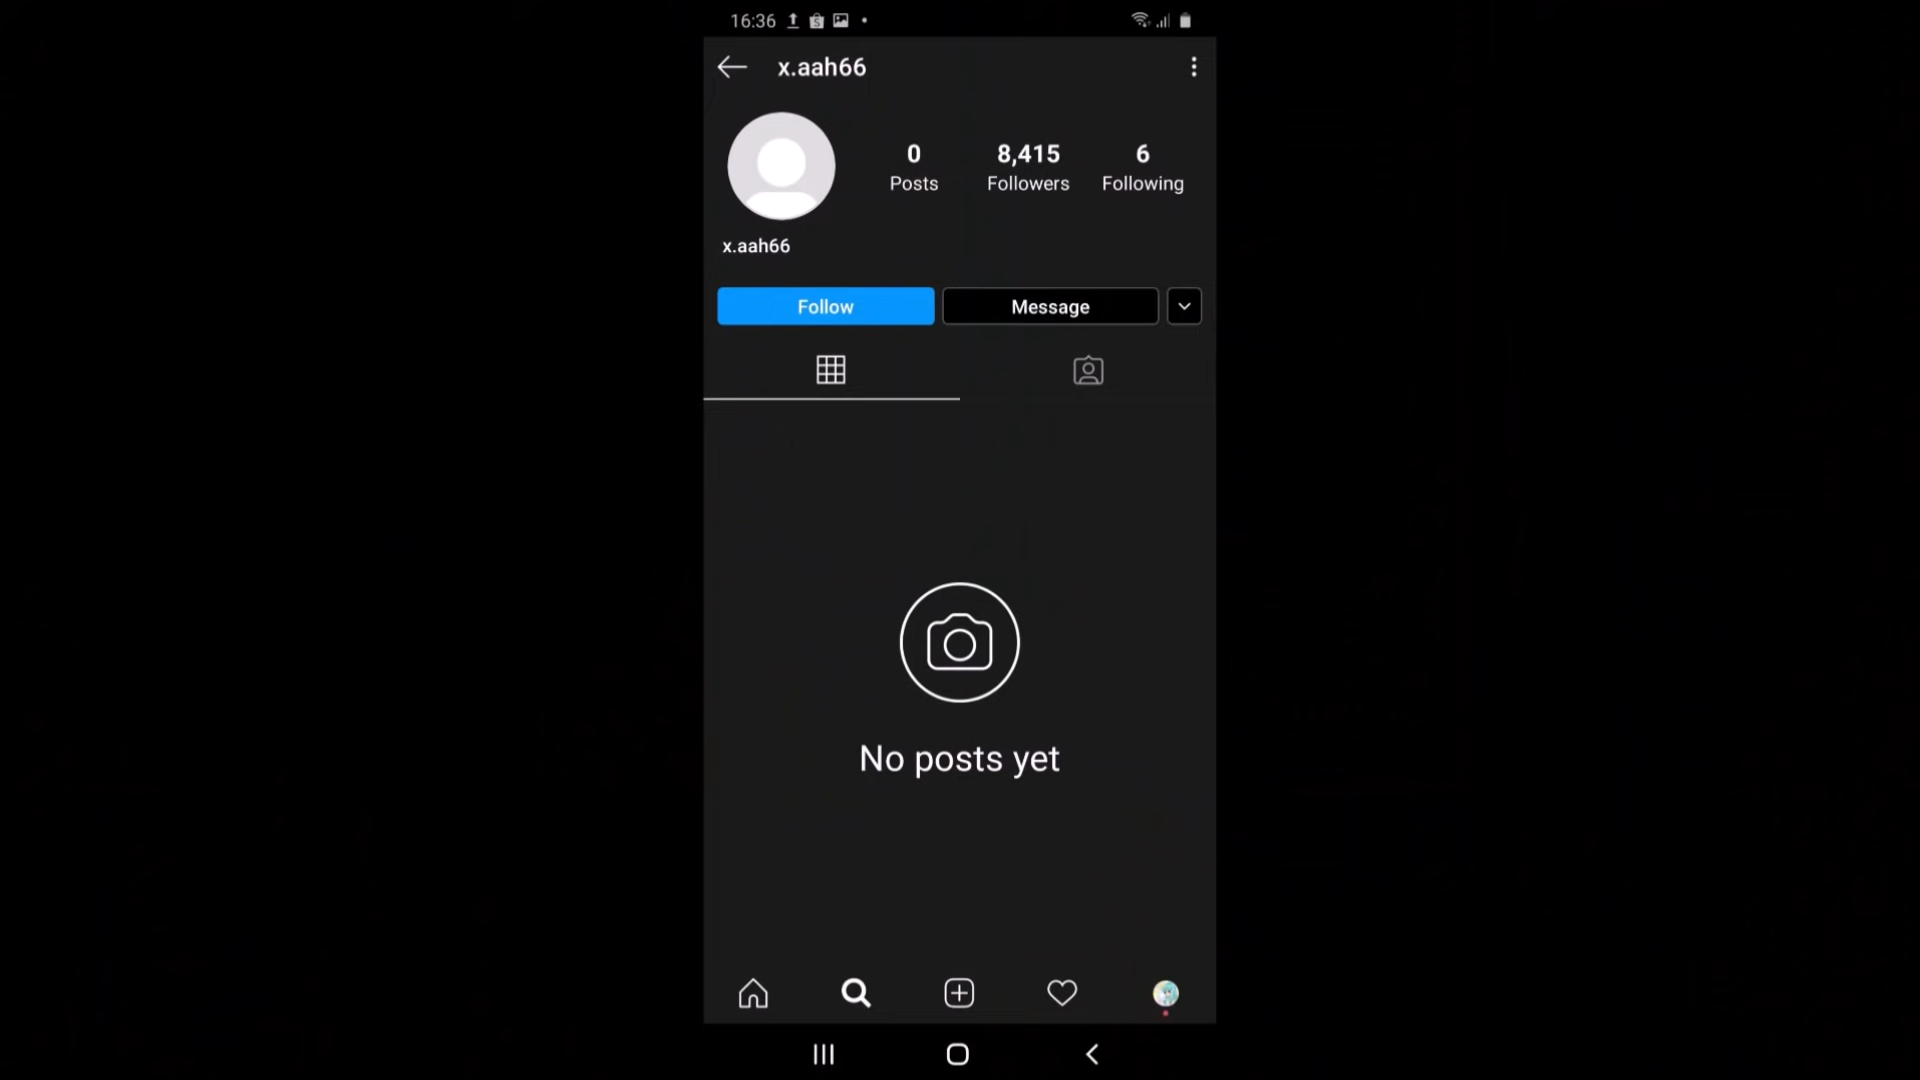 16:36
x.aah66
0 8,415 6
Posts Followers Following
x.aah66
Follow Message
No posts yet